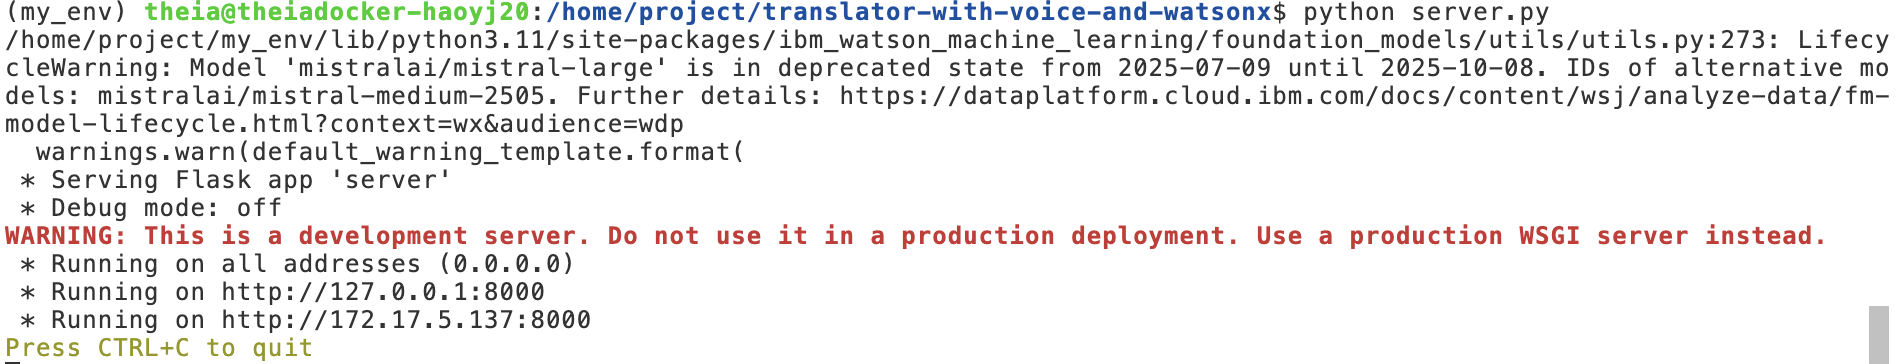 (my_env) theia@theiadocker-haoyj20:/home/project/translator-with-voice-and-watsonx$ python server.py
/home/project/my_env/lib/python3.11/site-packages/ibm_watson_machine_learning/foundation_models/utils/utils.py:273: Lifecy
cleWarning: Model 'mistralai/mistral-large' is in deprecated state from 2025-07-09 until 2025-10-08. IDs of alternative mo
dels: mistralai/mistral-medium-2505. Further details: https://dataplatform.cloud.ibm.com/docs/content/wsj/analyze-data/fm-
model-lifecycle.html?context=wx&audience=wdp
  warnings.warn(default_warning_template.format(
 * Serving Flask app 'server'
 * Debug mode: off
WARNING: This is a development server. Do not use it in a production deployment. Use a production WSGI server instead.
 * Running on all addresses (0.0.0.0)
 * Running on http://127.0.0.1:8000
 * Running on http://172.17.5.137:8000
Press CTRL+C to quit